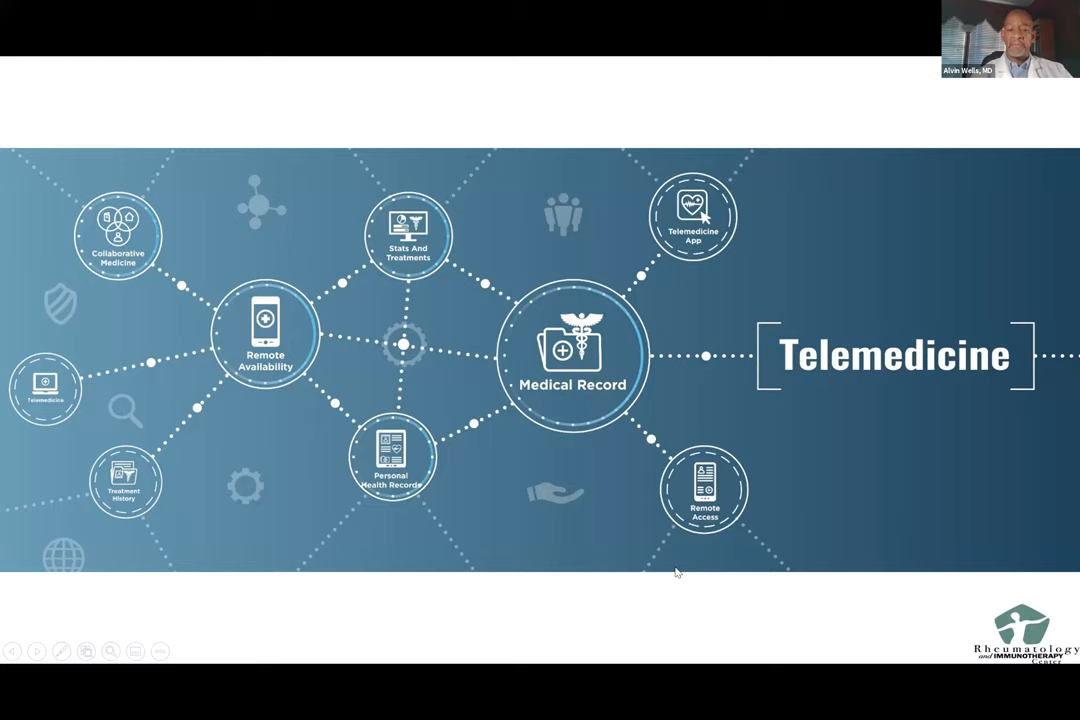 Alvin Wells, MD
Collaborative
Medicine
Stats And
Treatments
Telemedicine
App
Remote
Availability
Medical Record
Telemedicine
Telemedicine
Treatment
History
Personal
Health Records
Remote
Access
Rheumatology
and IMMUNOTHERAPY
Center